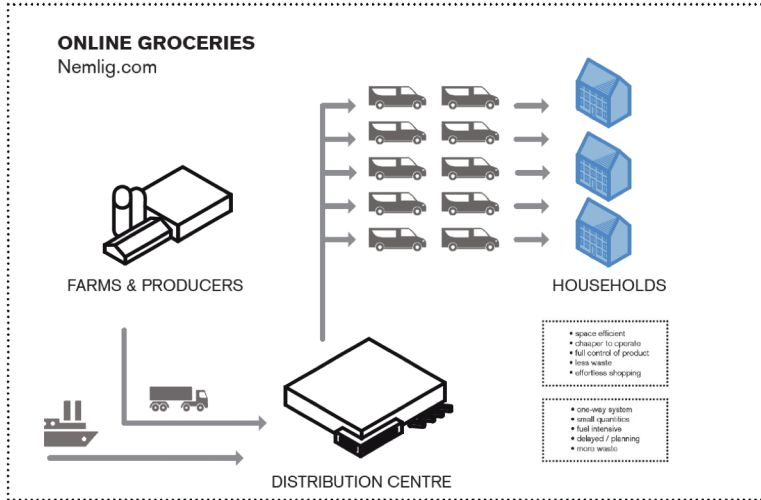 ONLINE GROCERIES
Nemlig.com
FARMS & PRODUCERS
HOUSEHOLDS
• space efficient
• chaaper to operate
• full control of product
• less waste
• effortless shopping
• one-way system
• small quantities
• fuel intensive
• delayed / planning
• more waste
DISTRIBUTION CENTRE